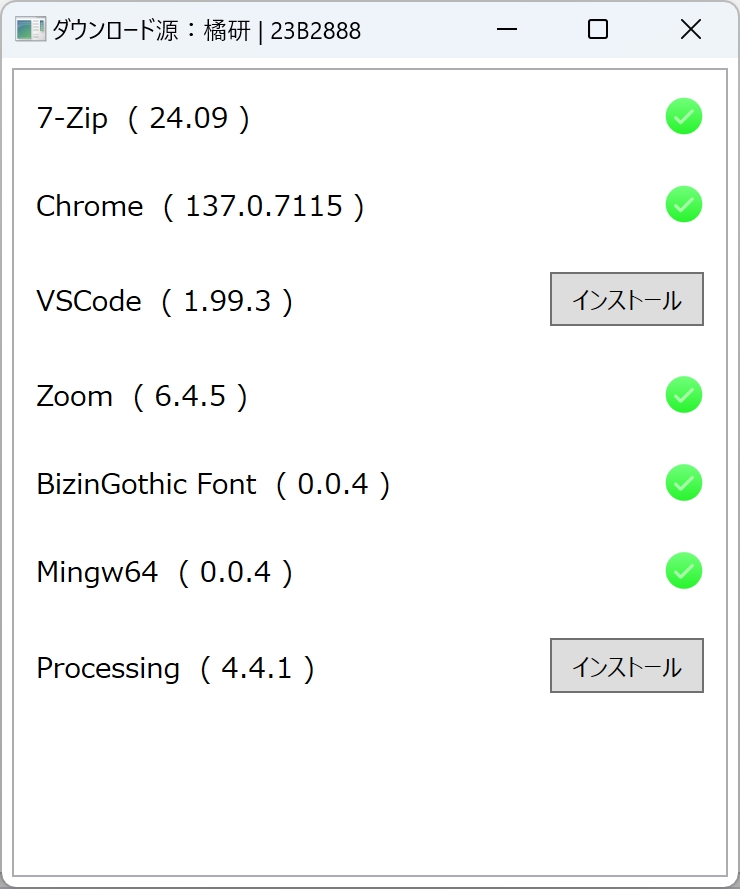 ダウンロード源：橘研 | 23B2888
7-Zip ( 24.09 )
Chrome ( 137.0.7115 )
VSCode ( 1.99.3 )
インストール
Zoom ( 6.4.5 )
BizinGothic Font ( 0.0.4 )
Mingw64 ( 0.0.4 )
Processing ( 4.4.1 )
インストール